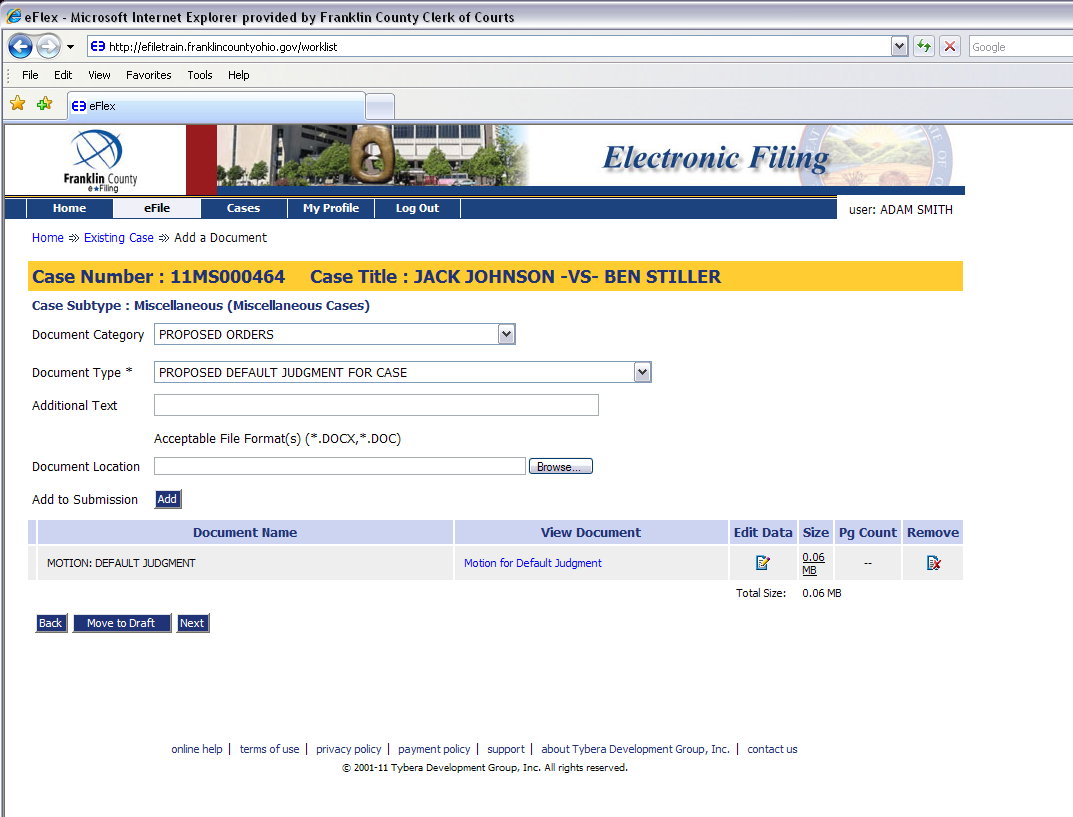 eFlex - Microsoft Internet Explorer provided by Franklin County Clerk of Courts
http://efiletrain.franklincountyohio.gov/worklist
Google
File Edit View Favorites Tools Help
eFlex
Franklin County
e★Filing
Electronic Filing
Home eFile Cases My Profile Log Out
user: ADAM SMITH
Home ⇒ Existing Case ⇒ Add a Document
Case Number : 11MS000464 Case Title : JACK JOHNSON -VS- BEN STILLER
Case Subtype : Miscellaneous (Miscellaneous Cases)
Document Category PROPOSED ORDERS
Document Type * PROPOSED DEFAULT JUDGMENT FOR CASE
Additional Text
Acceptable File Format(s) (*.DOCX,*.DOC)
Document Location Browse...
Add to Submission Add
Document Name View Document Edit Data Size Pg Count Remove
MOTION: DEFAULT JUDGMENT Motion for Default Judgment 0.06 MB --
Total Size: 0.06 MB
Back Move to Draft Next
online help | terms of use | privacy policy | payment policy | support | about Tybera Development Group, Inc. | contact us
© 2001-11 Tybera Development Group, Inc. All rights reserved.